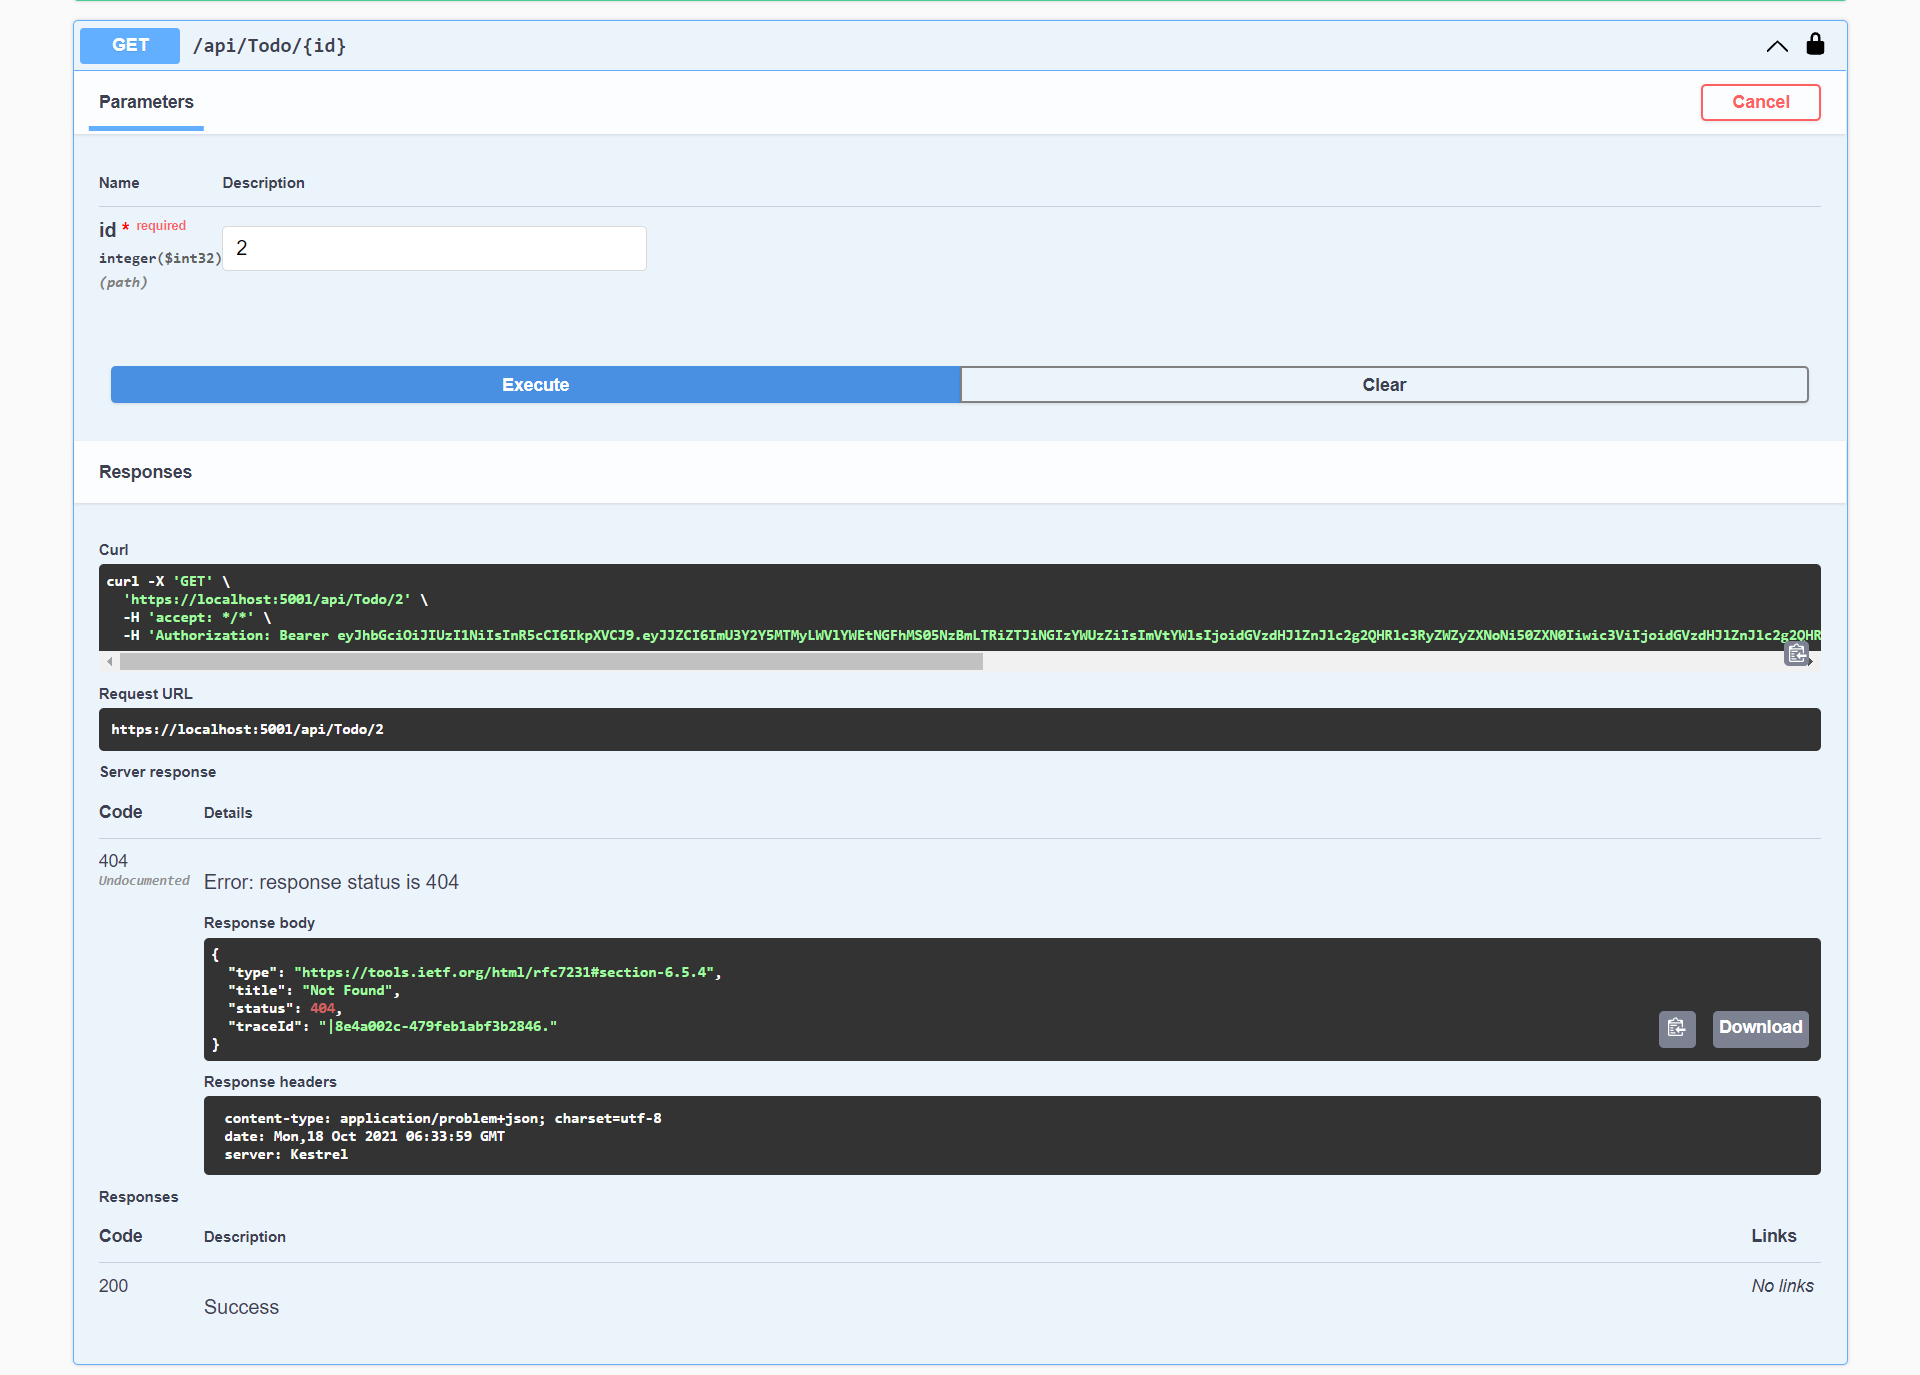 GET /api/Todo/{id}
Parameters
Cancel
Name Description
id * required
integer($int32)
2
(path)
Execute
Clear
Responses
Curl
curl -X 'GET' \
'https://localhost:5001/api/Todo/2' \
-H 'accept: */*' \
-H 'Authorization: Bearer eyJhbGciOiJIUzI1NiIsInR5cCI6IkpXVCJ9.eyJJZCI6ImU3Y2Y5MTMyLWVlYWEtNGFhMS05NzBmLTRiZTJiNGIzYWUzZiIsImVtYWlsIjoidGVzdHJlZnJlc2g2QHRlc3RyZWZyZXNoNi50ZXN0Iiwic3ViIjoidGVzdHJlZnJlc2g2QHR
Request URL
https://localhost:5001/api/Todo/2
Server response
Code Details
404
Undocumented
Error: response status is 404
Response body
{
"type": "https://tools.ietf.org/html/rfc7231#section-6.5.4",
"title": "Not Found",
"status": 404,
"traceId": "|8e4a002c-479feb1abf3b2846."
}
Download
Response headers
content-type: application/problem+json; charset=utf-8
date: Mon,18 Oct 2021 06:33:59 GMT
server: Kestrel
Responses
Code Description Links
200 No links
Success